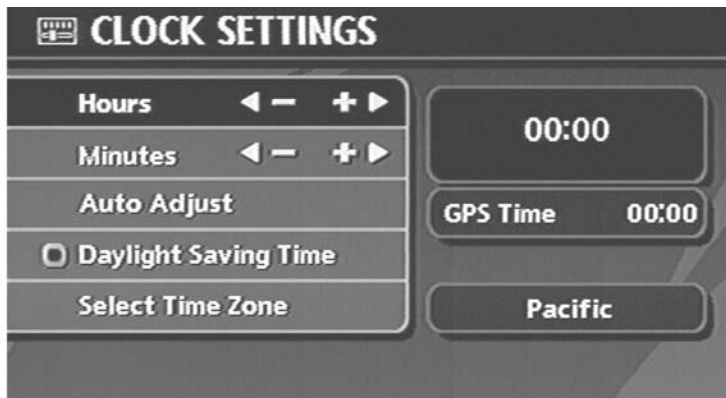 CLOCK SETTINGS
Hours - +
Minutes - +
Auto Adjust
Daylight Saving Time
Select Time Zone
00:00
GPS Time 00:00
Pacific